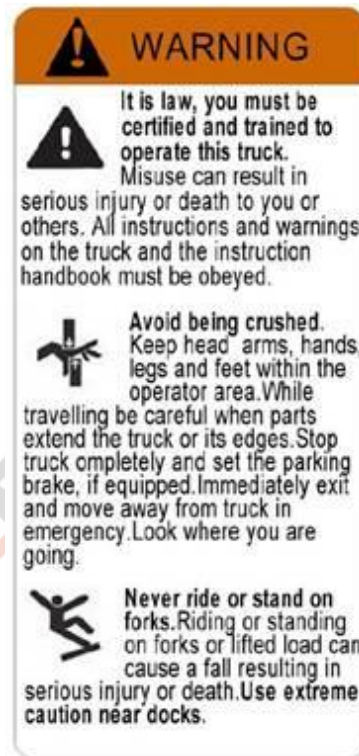 WARNING
It is law, you must be
certified and trained to
operate this truck.
Misuse can result in
serious injury or death to you or
others. All instructions and warnings
on the truck and the instruction
handbook must be obeyed.
Avoid being crushed.
Keep head arms, hands,
legs and feet within the
operator area.While
travelling be careful when parts
extend the truck or its edges.Stop
truck ompletely and set the parking
brake, if equipped.Immediately exit
and move away from truck in
emergency.Look where you are
going.
Never ride or stand on
forks.Riding or standing
on forks or lifted load can
cause a fall resulting in
serious injury or death.Use extreme
caution near docks.